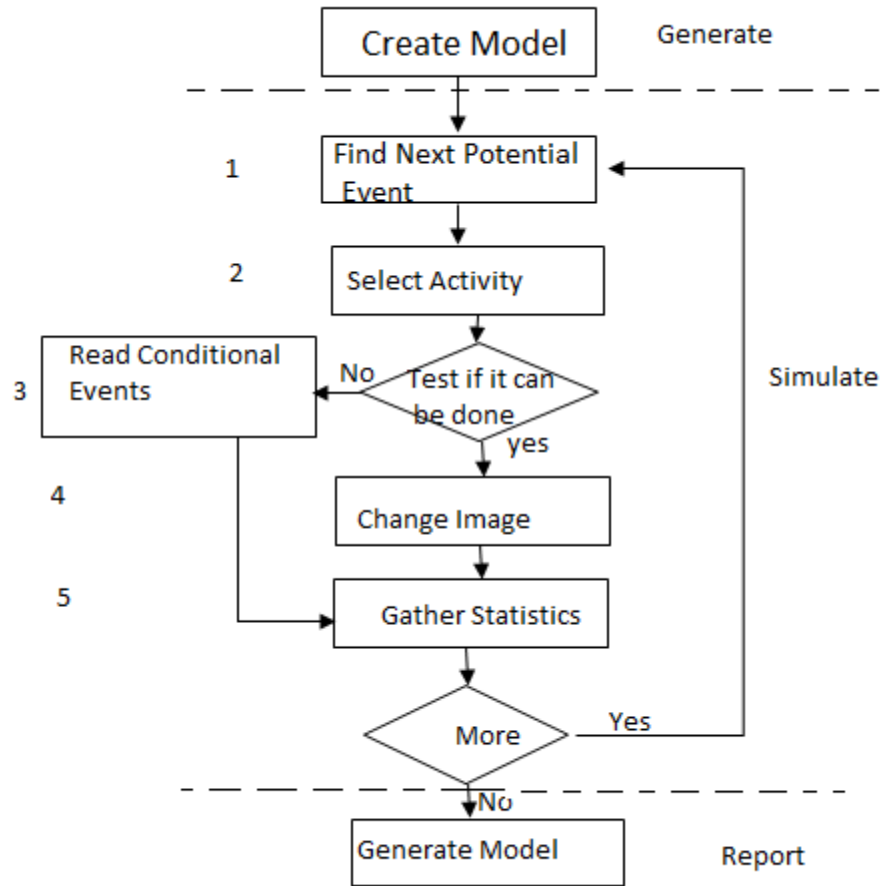 Create Model
Generate
1
Find Next Potential
Event
2
Select Activity
3
Read Conditional
Events
No
Test if it can
be done
Simulate
yes
4
Change Image
5
Gather Statistics
More
Yes
No
Generate Model
Report